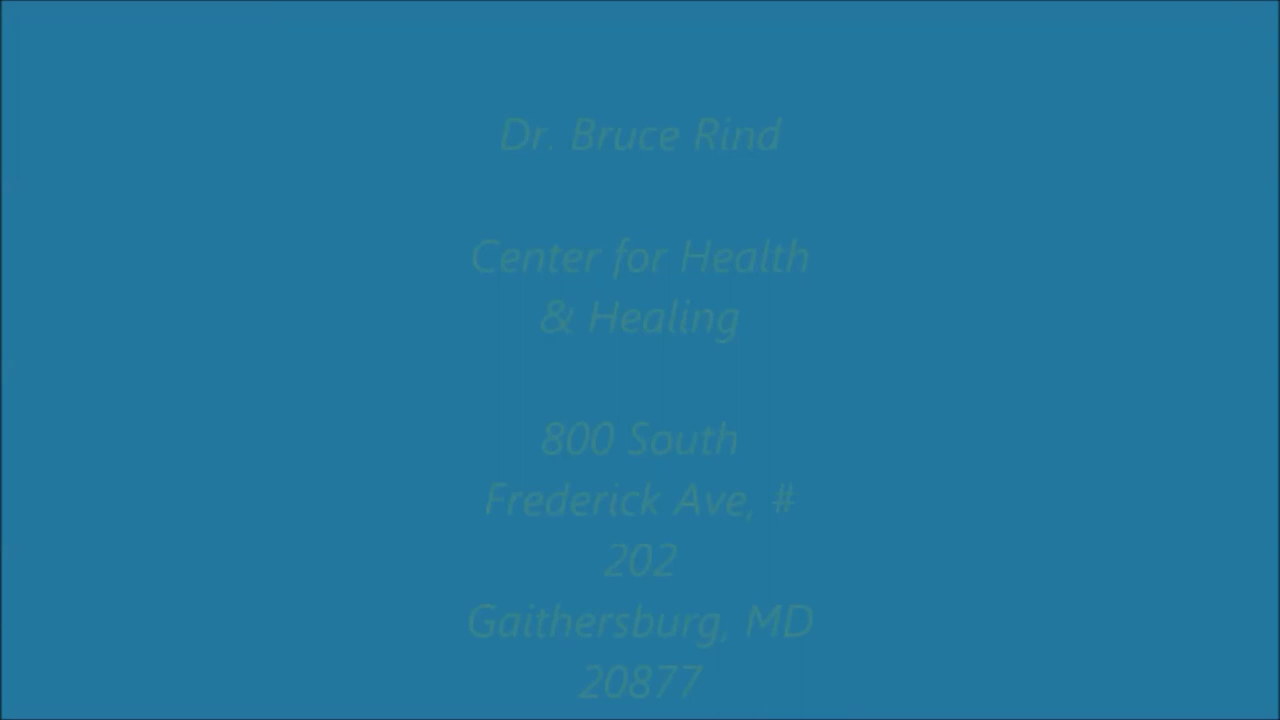 Dr. Bruce Rind
Center for Health
& Healing
800 South
Frederick Ave, #
202
Gaithersburg, MD
20877